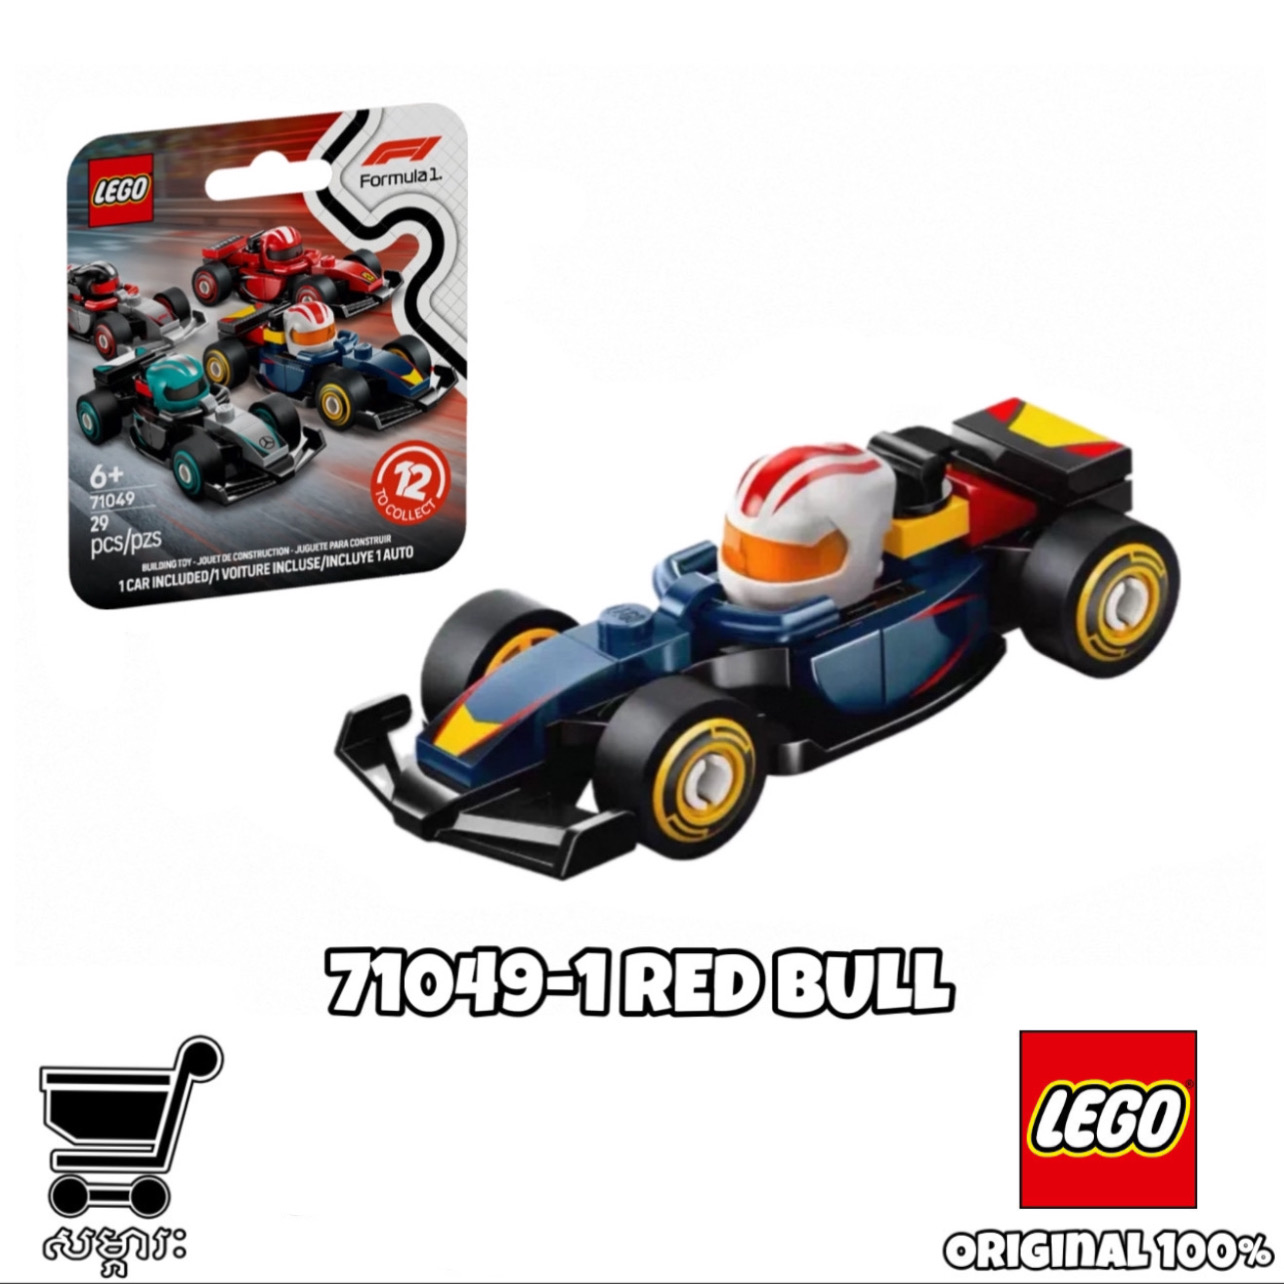 LEGO
F1
Formula 1.
6+
71049
29
pcs/pzs
12
TO COLLECT
BUILDING TOY - JOUET DE CONSTRUCTION - JUGUETE PARA CONSTRUIR
1 CAR INCLUDED/1 VOITURE INCLUSE/INCLUYE 1 AUTO
LEGO
71049-1 RED BULL
សម្ភារៈ
LEGO®
ORIGINAL 100%